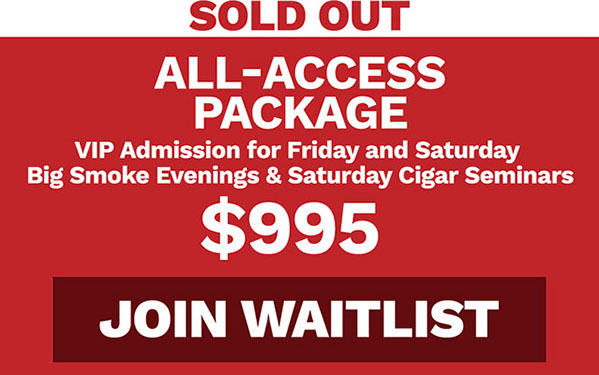 SOLD OUT
ALL-ACCESS
PACKAGE
VIP Admission for Friday and Saturday
Big Smoke Evenings & Saturday Cigar Seminars
$995
JOIN WAITLIST